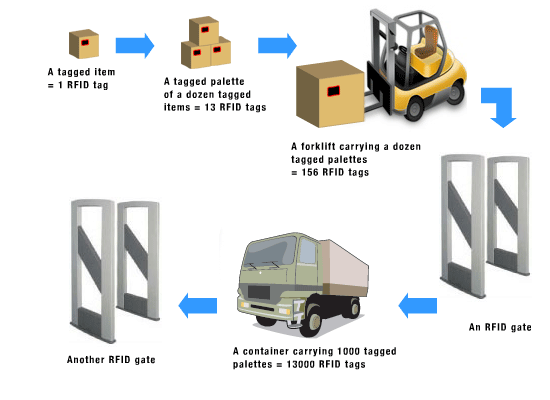 A tagged item
= 1 RFID tag
A tagged palette
of a dozen tagged
items = 13 RFID tags
A forklift carrying a dozen
tagged palettes
= 156 RFID tags
An RFID gate
A container carrying 1000 tagged
palettes = 13000 RFID tags
Another RFID gate